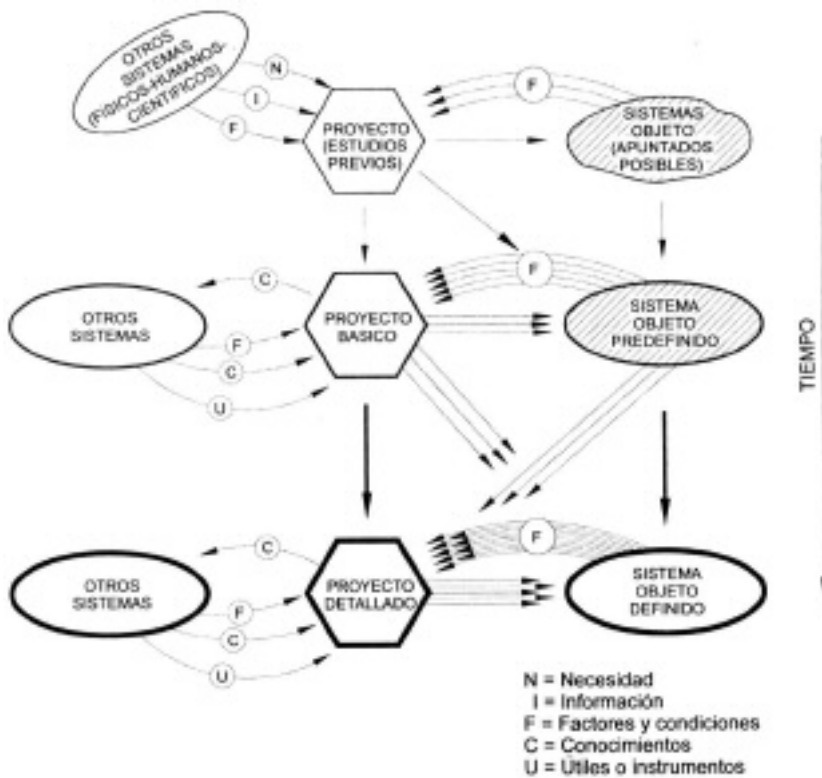 OTROS
SISTEMAS
(FISICOS-HUMANOS-
CIENTIFICOS)
N
I
F
PROYECTO
(ESTUDIOS
PREVIOS)
F
SISTEMAS
OBJETO
(APUNTADOS
POSIBLES)
C
OTROS
SISTEMAS
F
C
U
PROYECTO
BASICO
F
SISTEMA
OBJETO
PREDEFINIDO
TIEMPO
C
OTROS
SISTEMAS
F
C
U
PROYECTO
DETALLADO
F
SISTEMA
OBJETO
DEFINIDO
N = Necesidad
I = Información
F = Factores y condiciones
C = Conocimientos
U = Útiles o instrumentos